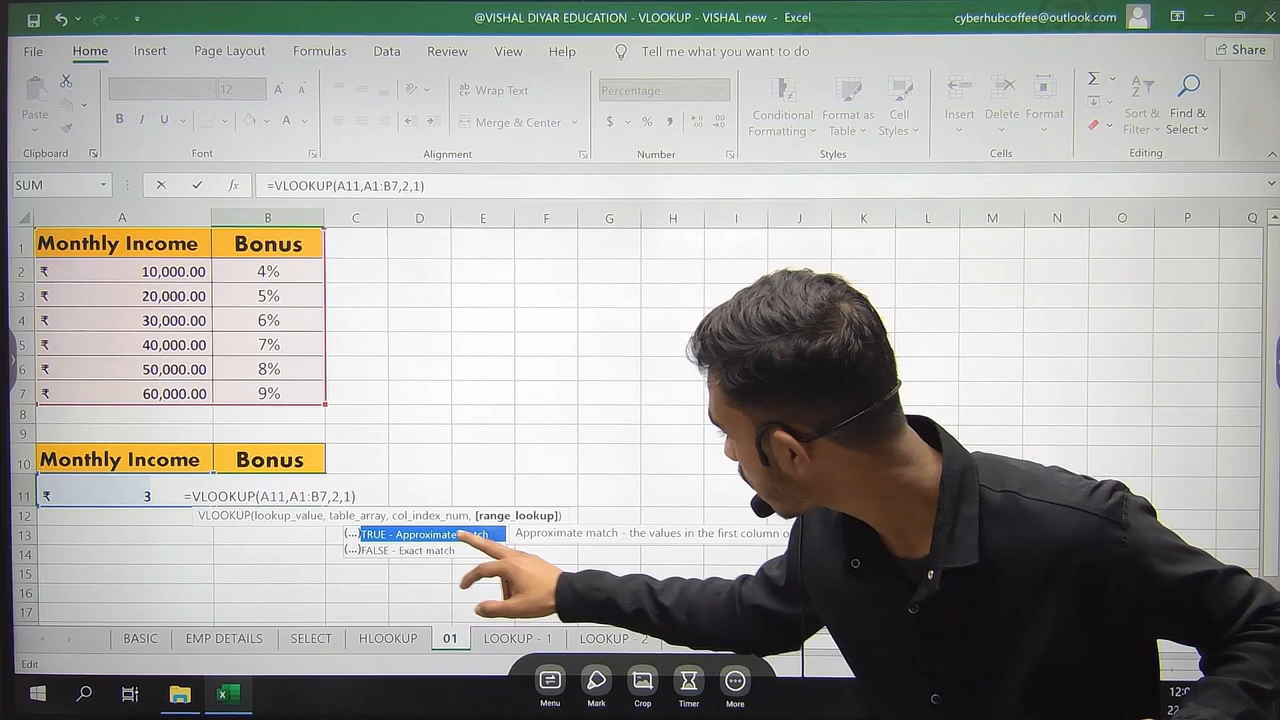 @VISHAL DIYAR EDUCATION - VLOOKUP - VISHAL new - Excel
cyberhubcoffee@outlook.com
File Home Insert Page Layout Formulas Data Review View Help Tell me what you want to do Share
Paste
12 A A
B I U A
ab Wrap Text
Merge & Center
Percentage
$ % ,
Conditional Formatting
Format as Table
Cell Styles
Insert Delete Format
Sort & Filter
Find & Select
Clipboard Font Alignment Number Styles Cells Editing
SUM fx =VLOOKUP(A11,A1:B7,2,1)
A B C D E F G H I J K L M N O P Q
1 Monthly Income Bonus
2 ₹ 10,000.00 4%
3 ₹ 20,000.00 5%
4 ₹ 30,000.00 6%
5 ₹ 40,000.00 7%
6 ₹ 50,000.00 8%
7 ₹ 60,000.00 9%
8
9
10 Monthly Income Bonus
11 ₹ 3 =VLOOKUP(A11,A1:B7,2,1)
12 VLOOKUP(lookup_value, table_array, col_index_num, [range_lookup])
13 (...)TRUE - Approximate Approximate match - the values in the first column
14 (...)FALSE - Exact match
15
16
17
BASIC EMP DETAILS SELECT HLOOKUP 01 LOOKUP - 1 LOOKUP - 2
Edit
Menu Mark Crop Timer More